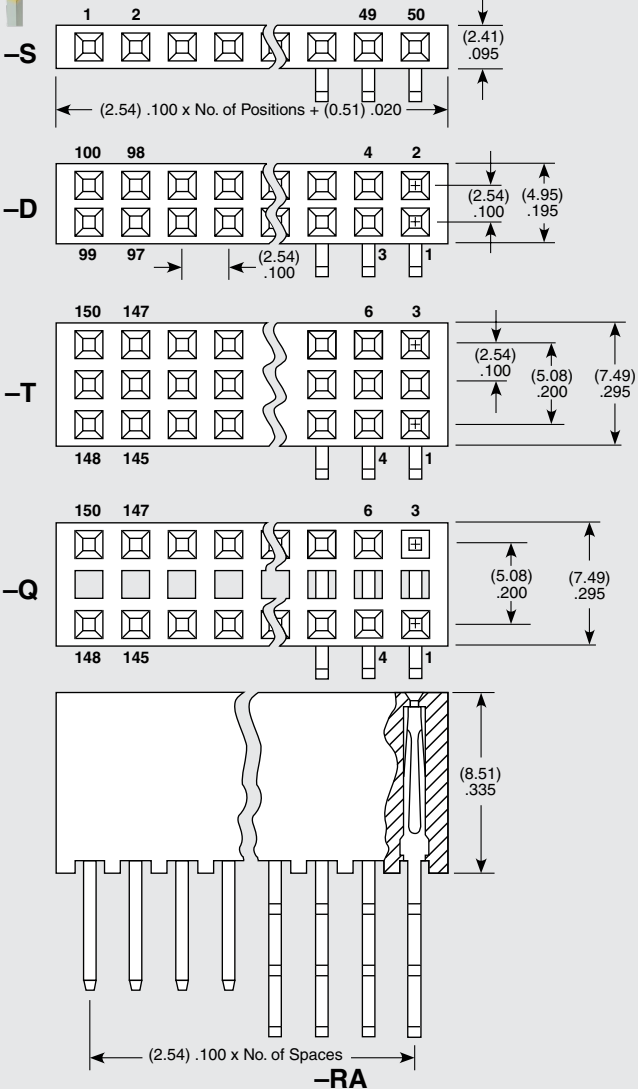 1 2 49 50
–S
(2.41)
.095
(2.54) .100 x No. of Positions + (0.51) .020
100 98 4 2
–D
(2.54)
.100
(4.95)
.195
99 97 3 1
(2.54)
.100
150 147 6 3
–T
(2.54)
.100
(5.08)
.200
(7.49)
.295
148 145 4 1
150 147 6 3
–Q
(5.08)
.200
(7.49)
.295
148 145 4 1
(8.51)
.335
(2.54) .100 x No. of Spaces
–RA